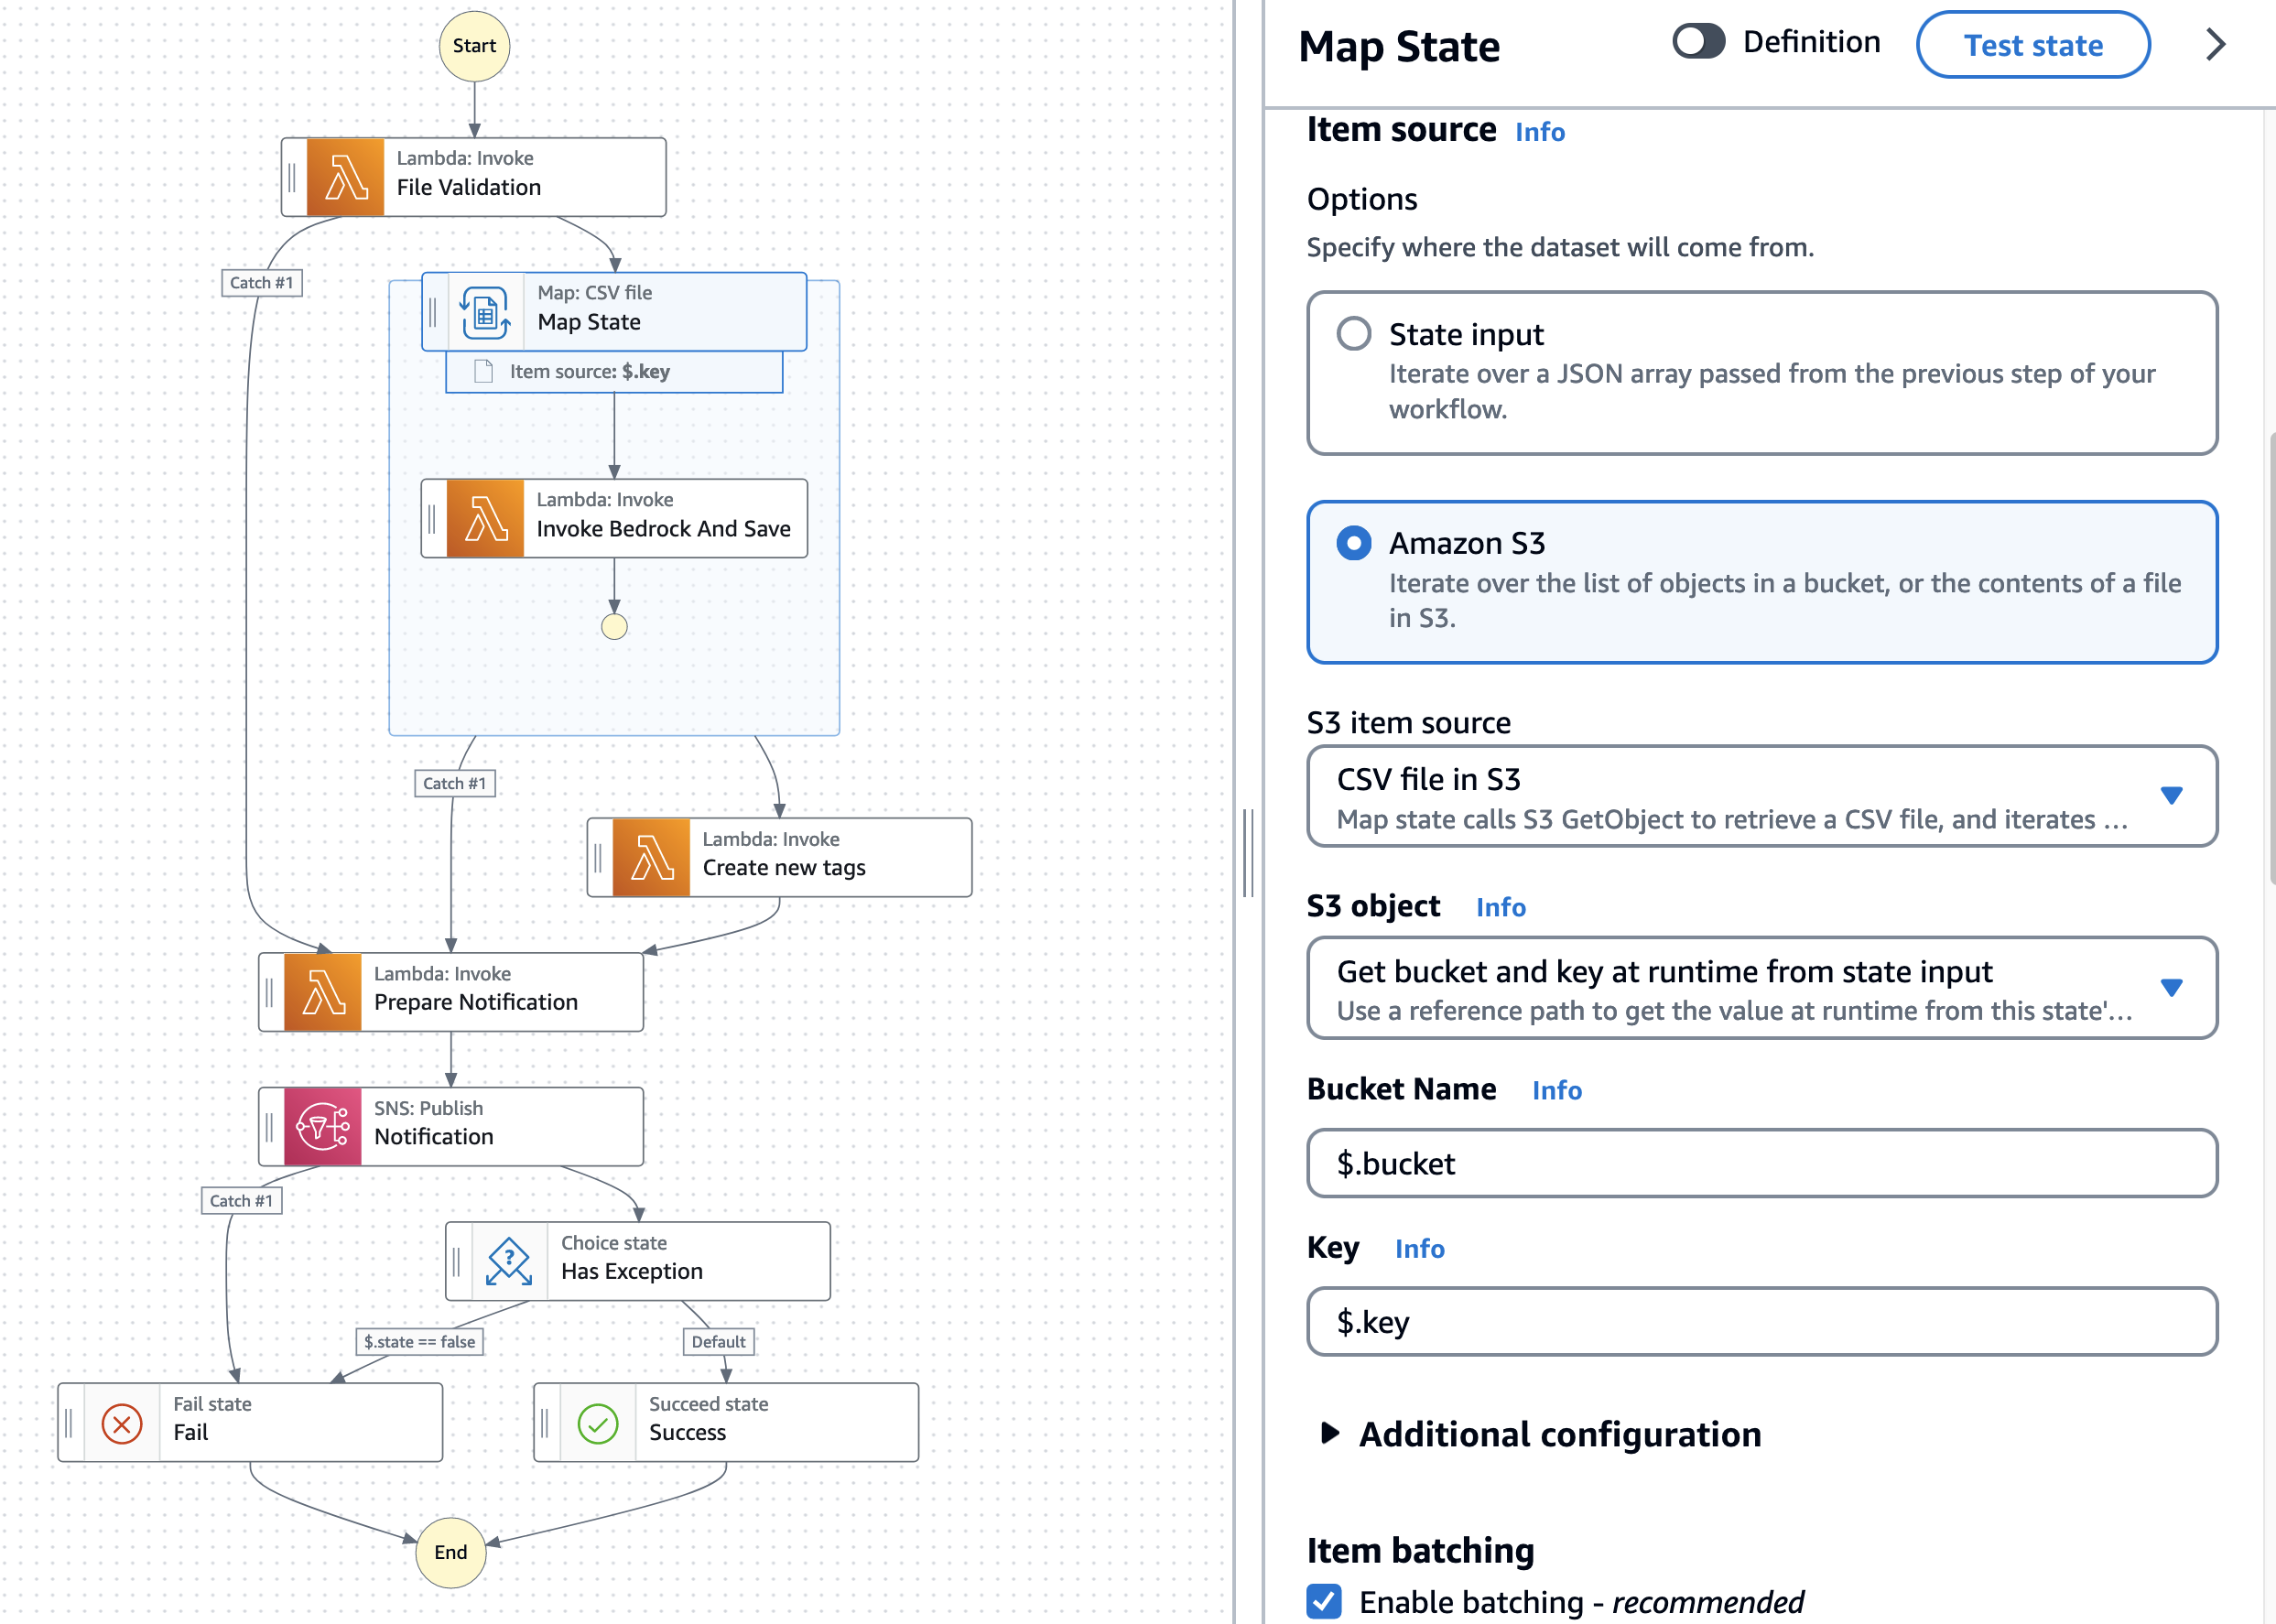 Start
Lambda: Invoke
File Validation
Catch #1
Map: CSV file
Map State
Item source: $.key
Lambda: Invoke
Invoke Bedrock And Save
Catch #1
Lambda: Invoke
Create new tags
Lambda: Invoke
Prepare Notification
SNS: Publish
Notification
Catch #1
Choice state
Has Exception
$.state == false
Default
Fail state
Fail
Succeed state
Success
End
Map State
Definition
Test state
Item source Info
Options
Specify where the dataset will come from.
State input
Iterate over a JSON array passed from the previous step of your
workflow.
Amazon S3
Iterate over the list of objects in a bucket, or the contents of a file
in S3.
S3 item source
CSV file in S3
Map state calls S3 GetObject to retrieve a CSV file, and iterates ...
S3 object Info
Get bucket and key at runtime from state input
Use a reference path to get the value at runtime from this state'...
Bucket Name Info
$.bucket
Key Info
$.key
Additional configuration
Item batching
Enable batching - recommended